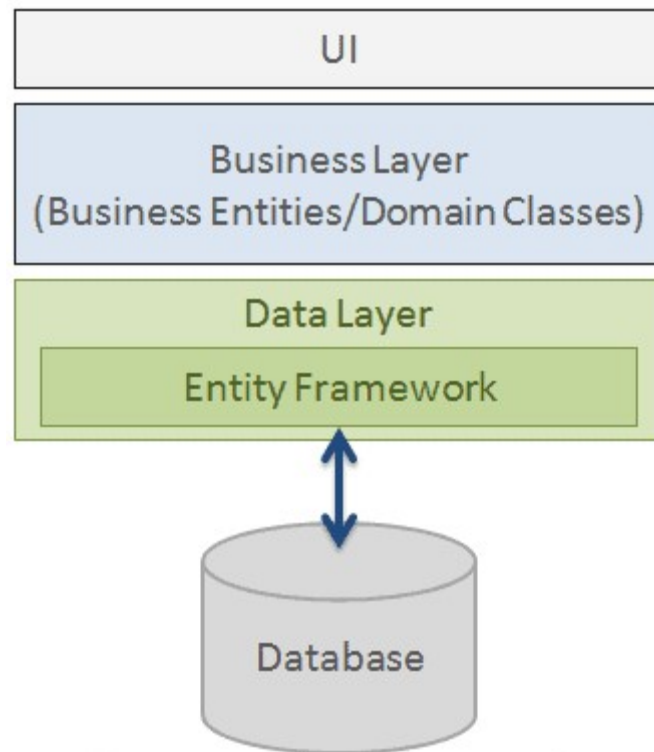 UI
Business Layer
(Business Entities/Domain Classes)
Data Layer
Entity Framework
Database